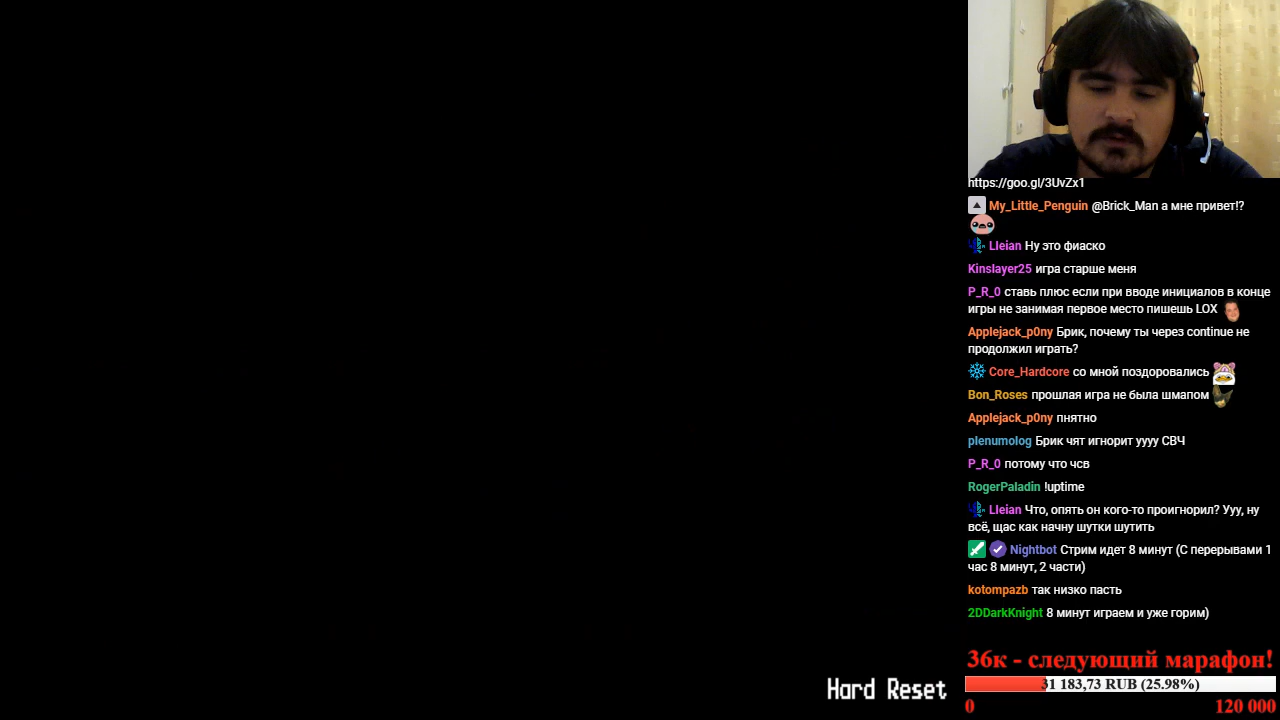 https://goo.gl/3UvZx1
My_Little_Penguin @Brick_Man а мне привет!?
Lleian Ну это фиаско
Kinslayer25 игра старше меня
P_R_0 ставь плюс если при вводе инициалов в конце
игры не занимая первое место пишешь LOX
Applejack_p0ny Брик, почему ты через continue не
продолжил играть?
Core_Hardcore со мной поздоровались
Bon_Roses прошлая игра не была шмапом
Applejack_p0ny пнятно
plenumolog Брик чят игнорит уууу СВЧ
P_R_0 потому что чсв
RogerPaladin !uptime
Lleian Что, опять он кого-то проигнорил? Ууу, ну
всё, щас как начну шутки шутить
Nightbot Стрим идет 8 минут (С перерывами 1
час 8 минут, 2 части)
kotompazb так низко пасть
2DDarkKnight 8 минут играем и уже горим)
36к - следующий марафон!
Hard Reset
31 183,73 RUB (25.98%)
0 120 000